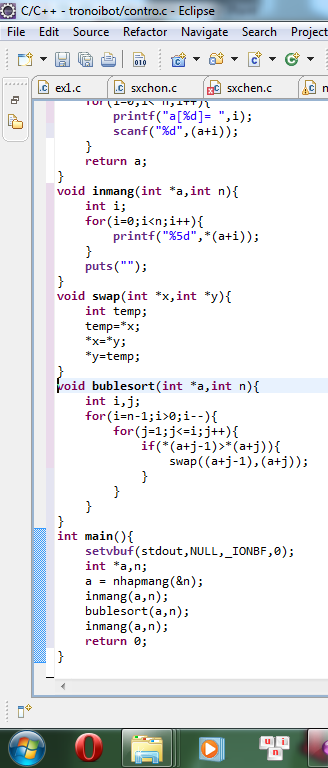 C/C++ - tronoibot/contro.c - Eclipse
File Edit Source Refactor Navigate Search Project
ex1.c sxchon.c sxchen.c
for(i=0;i< n;i++){
printf("a[%d]= ",i);
scanf("%d",(a+i));
}
return a;
}
void inmang(int *a,int n){
int i;
for(i=0;i<n;i++){
printf("%5d",*(a+i));
}
puts("");
}
void swap(int *x,int *y){
int temp;
temp=*x;
*x=*y;
*y=temp;
}
void bublesort(int *a,int n){
int i,j;
for(i=n-1;i>0;i--){
for(j=1;j<=i;j++){
if(*(a+j-1)>*(a+j)){
swap((a+j-1),(a+j));
}
}
}
}
int main(){
setvbuf(stdout,NULL,_IONBF,0);
int *a,n;
a = nhapmang(&n);
inmang(a,n);
bublesort(a,n);
inmang(a,n);
return 0;
}